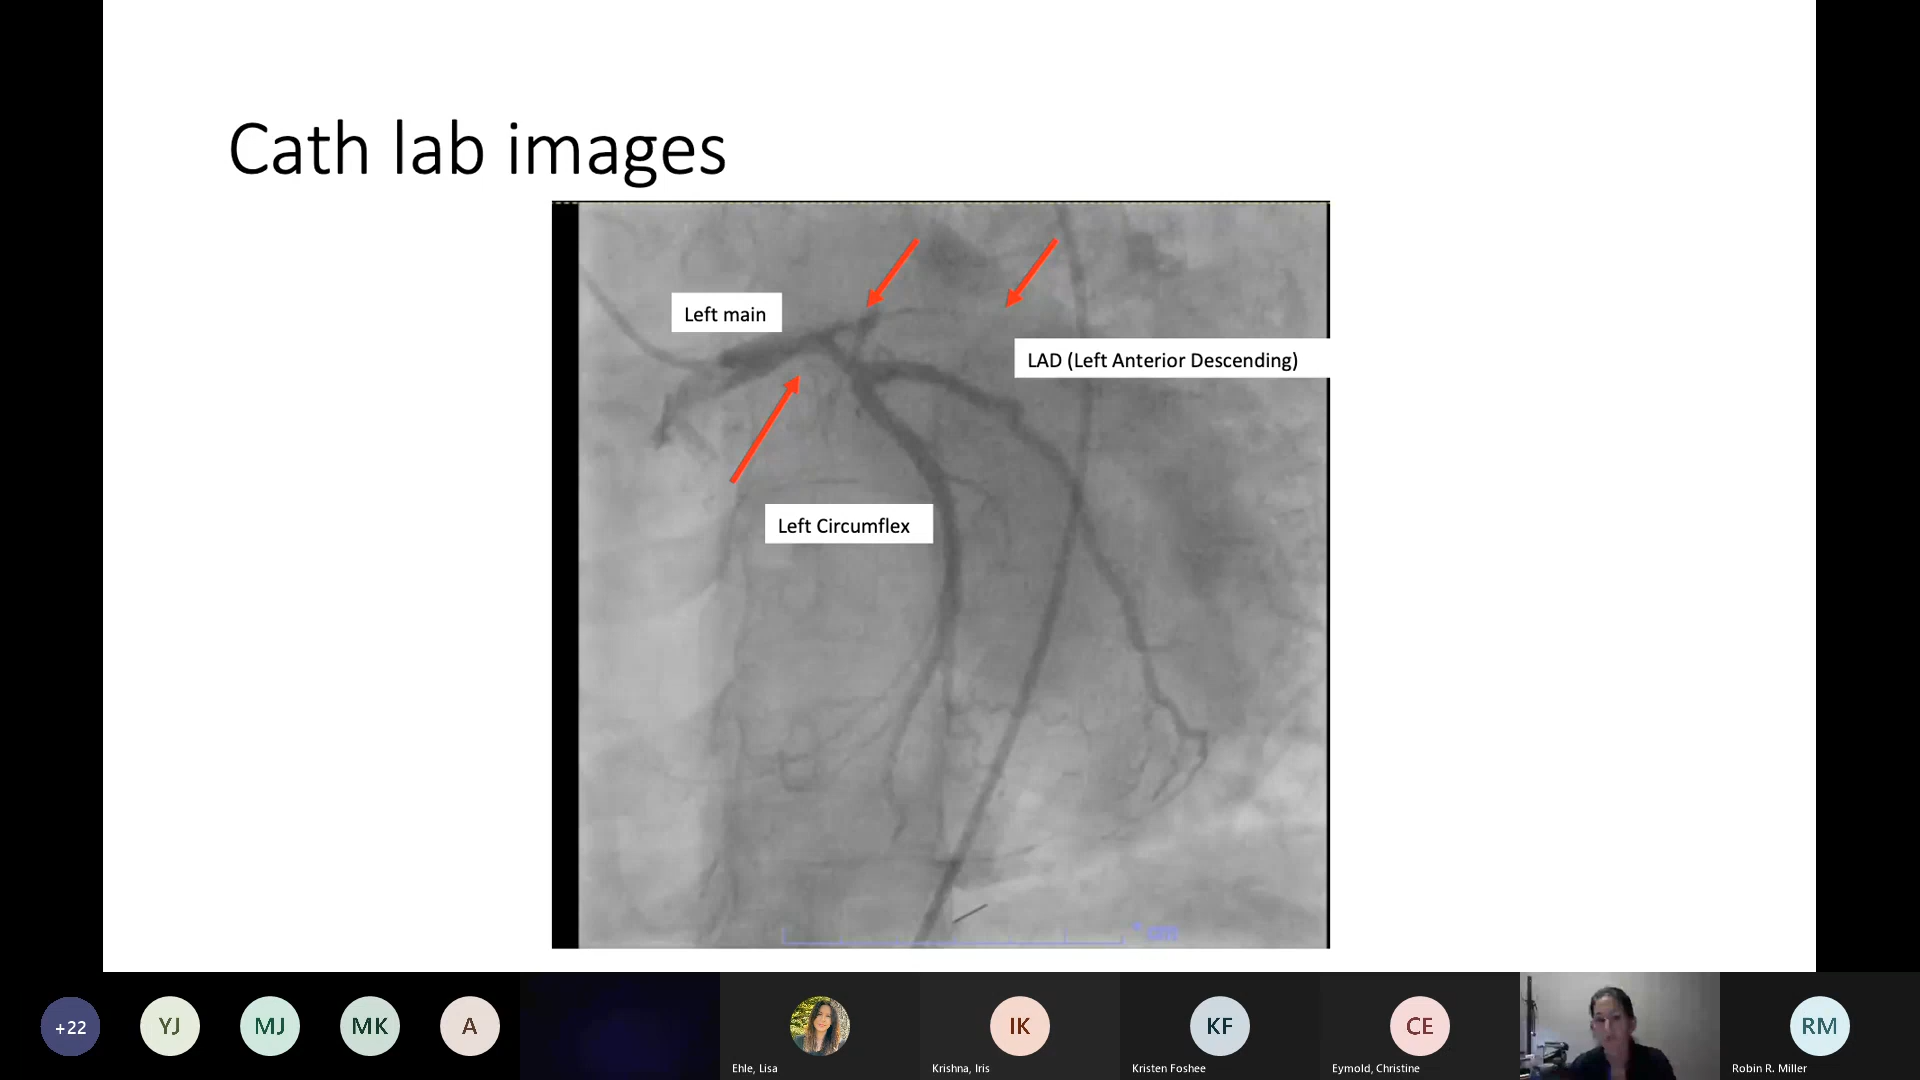 Cath lab images
Left main
LAD (Left Anterior Descending)
Left Circumflex
cm
+22
YJ
MJ
MK
A
IK
KF
CE
RM
Ehle, Lisa
Krishna, Iris
Kristen Foshee
Eymold, Christine
Robin R. Miller